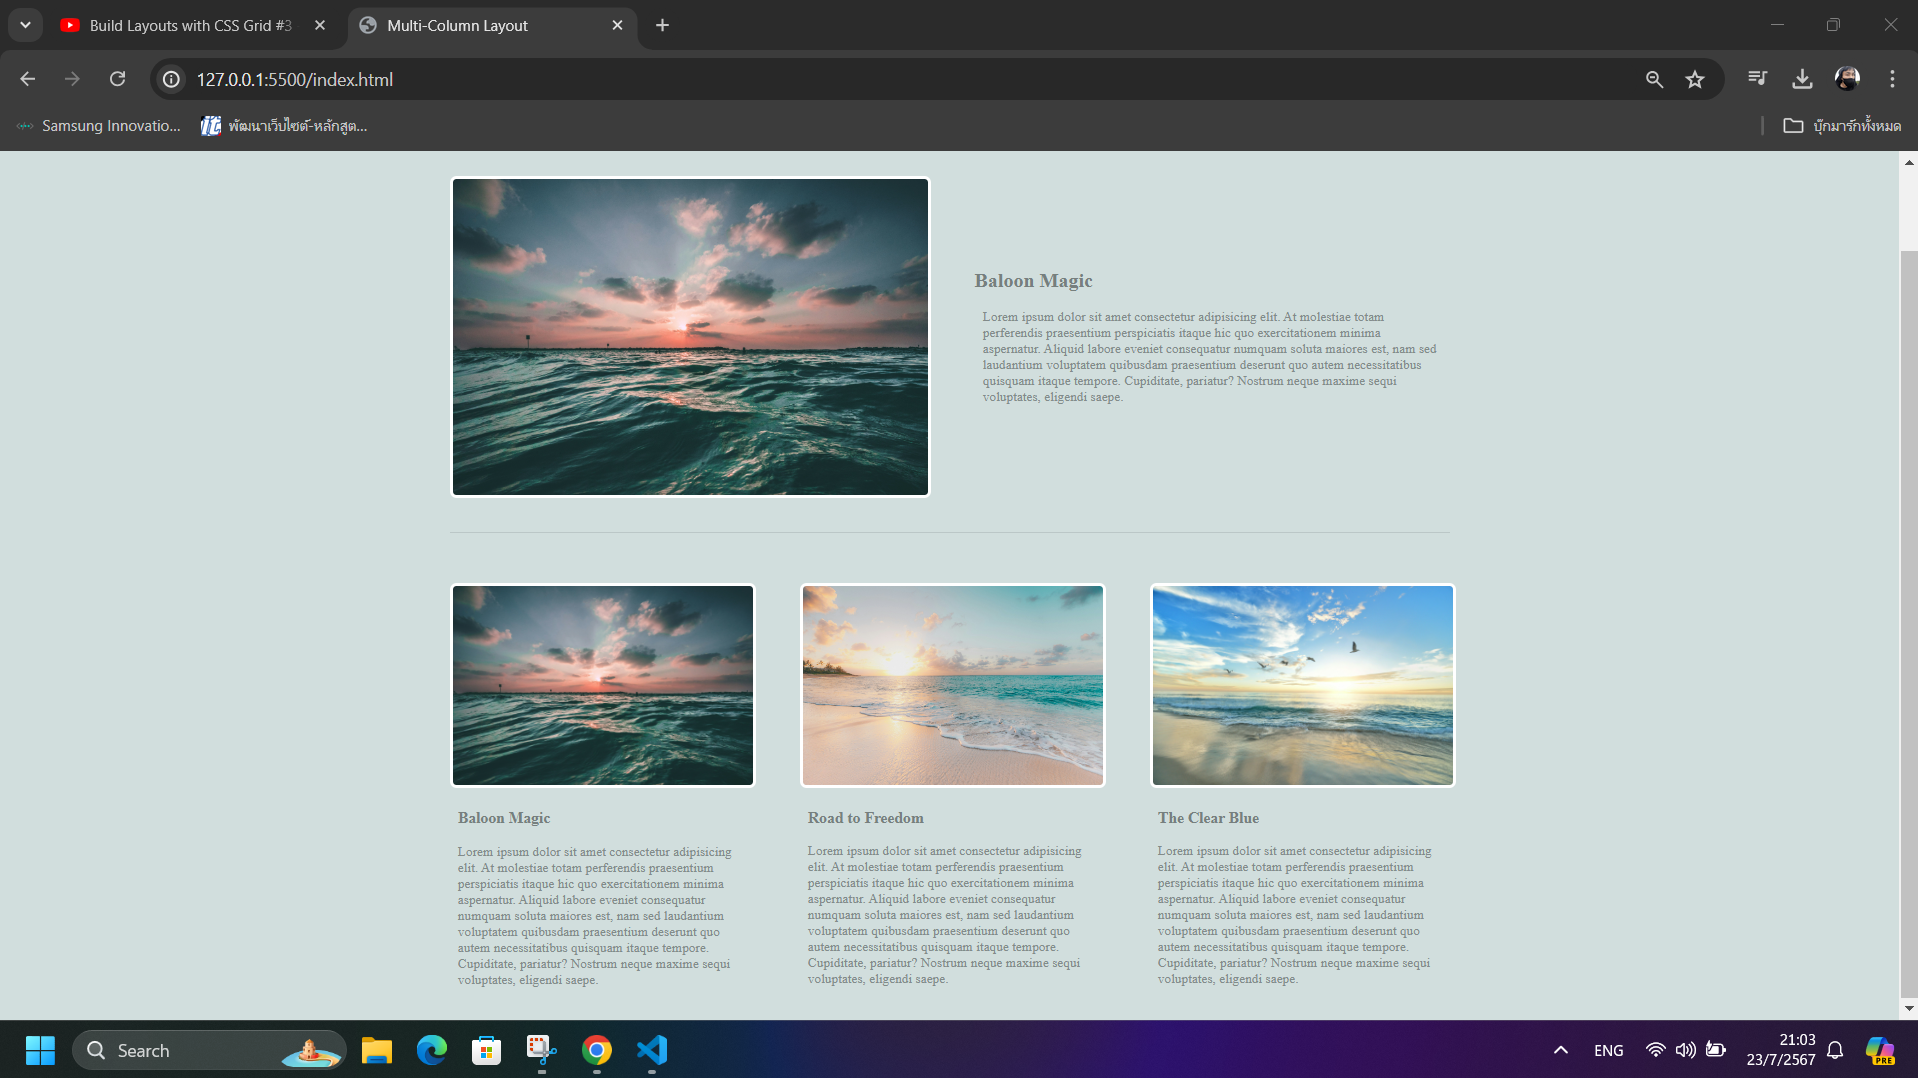 Build Layouts with CSS Grid #3
Multi-Column Layout
127.0.0.1:5500/index.html
Samsung Innovatio...
พัฒนาเว็บไซต์-หลักสูต...
บุ๊กมาร์กทั้งหมด
Baloon Magic
Lorem ipsum dolor sit amet consectetur adipisicing elit. At molestiae totam
perferendis praesentium perspiciatis itaque hic quo exercitationem minima
aspernatur. Aliquid labore eveniet consequatur numquam soluta maiores est, nam sed
laudantium voluptatem quibusdam praesentium deserunt quo autem necessitatibus
quisquam itaque tempore. Cupiditate, pariatur? Nostrum neque maxime sequi
voluptates, eligendi saepe.
Baloon Magic
Lorem ipsum dolor sit amet consectetur adipisicing
elit. At molestiae totam perferendis praesentium
perspiciatis itaque hic quo exercitationem minima
aspernatur. Aliquid labore eveniet consequatur
numquam soluta maiores est, nam sed laudantium
voluptatem quibusdam praesentium deserunt quo
autem necessitatibus quisquam itaque tempore.
Cupiditate, pariatur? Nostrum neque maxime sequi
voluptates, eligendi saepe.
Road to Freedom
Lorem ipsum dolor sit amet consectetur adipisicing
elit. At molestiae totam perferendis praesentium
perspiciatis itaque hic quo exercitationem minima
aspernatur. Aliquid labore eveniet consequatur
numquam soluta maiores est, nam sed laudantium
voluptatem quibusdam praesentium deserunt quo
autem necessitatibus quisquam itaque tempore.
Cupiditate, pariatur? Nostrum neque maxime sequi
voluptates, eligendi saepe.
The Clear Blue
Lorem ipsum dolor sit amet consectetur adipisicing
elit. At molestiae totam perferendis praesentium
perspiciatis itaque hic quo exercitationem minima
aspernatur. Aliquid labore eveniet consequatur
numquam soluta maiores est, nam sed laudantium
voluptatem quibusdam praesentium deserunt quo
autem necessitatibus quisquam itaque tempore.
Cupiditate, pariatur? Nostrum neque maxime sequi
voluptates, eligendi saepe.
Search
ENG
21:03
23/7/2567
PRE